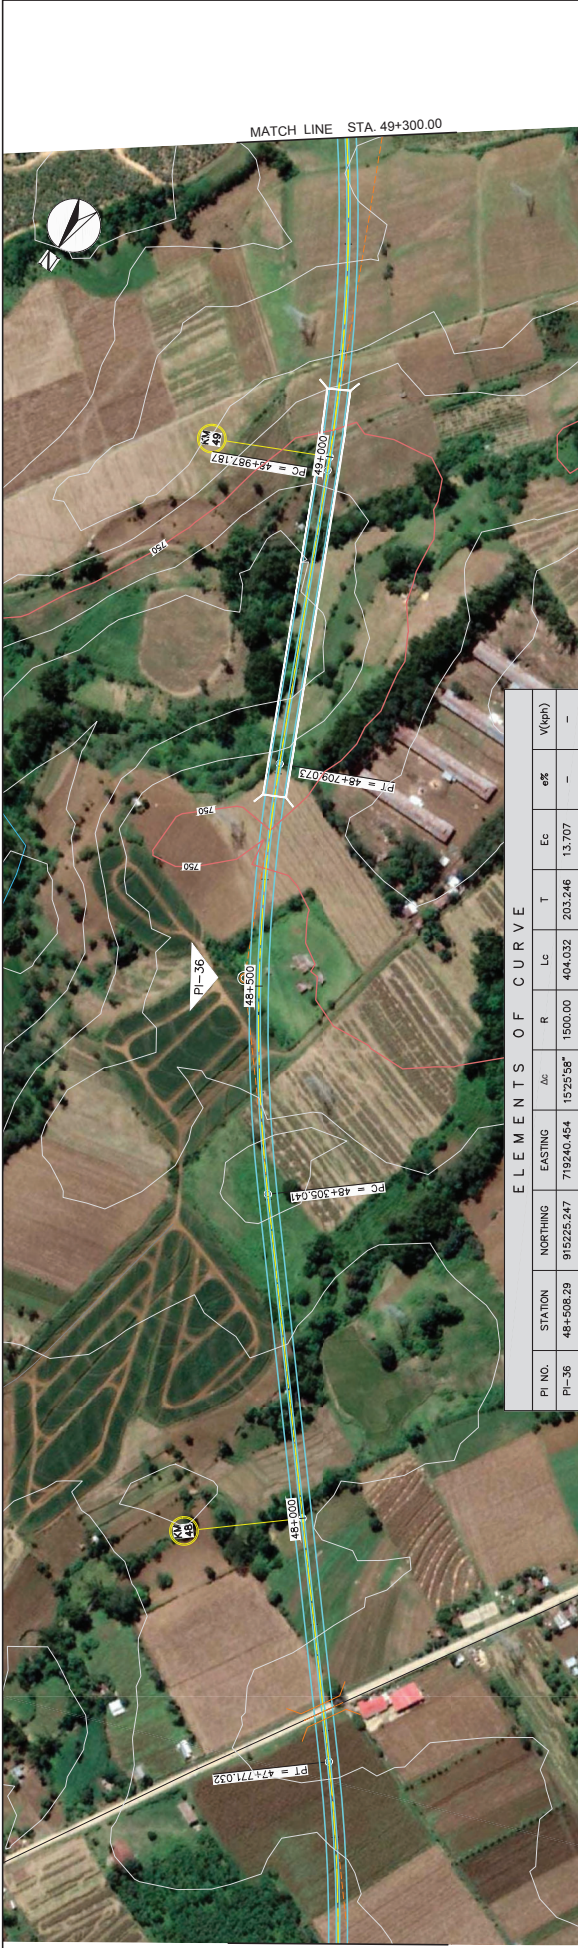 MATCH LINE STA. 49+300.00
N
KM
49
PC = 48+987.187
49+000
750
PT = 48+709.073
750
750
PI-36
48+500
PC = 48+305.041
KM
48
48+000
PT = 47+771.032
ELEMENTS OF CURVE
PI NO. STATION NORTHING EASTING Δc R Lc T Ec e% V(kph)
PI-36 48+508.29 915225.247 719240.454 15°25'58" 1500.00 404.032 203.246 13.707 – –